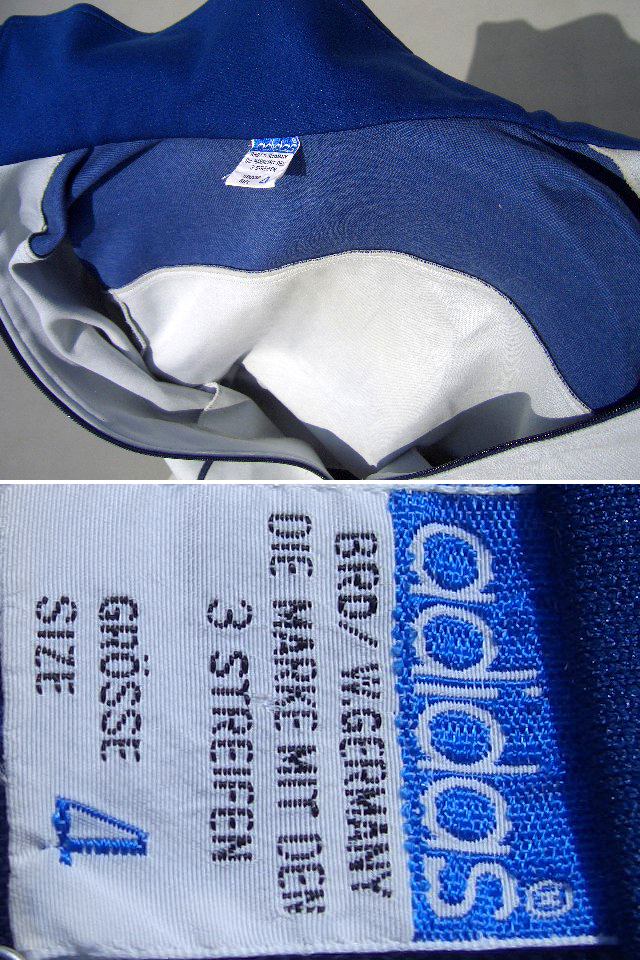 adidas
BRD/W.GERMANY
DIE MARKE MIT DEN
3 STREIFEN
GRÖSSE
SIZE
4